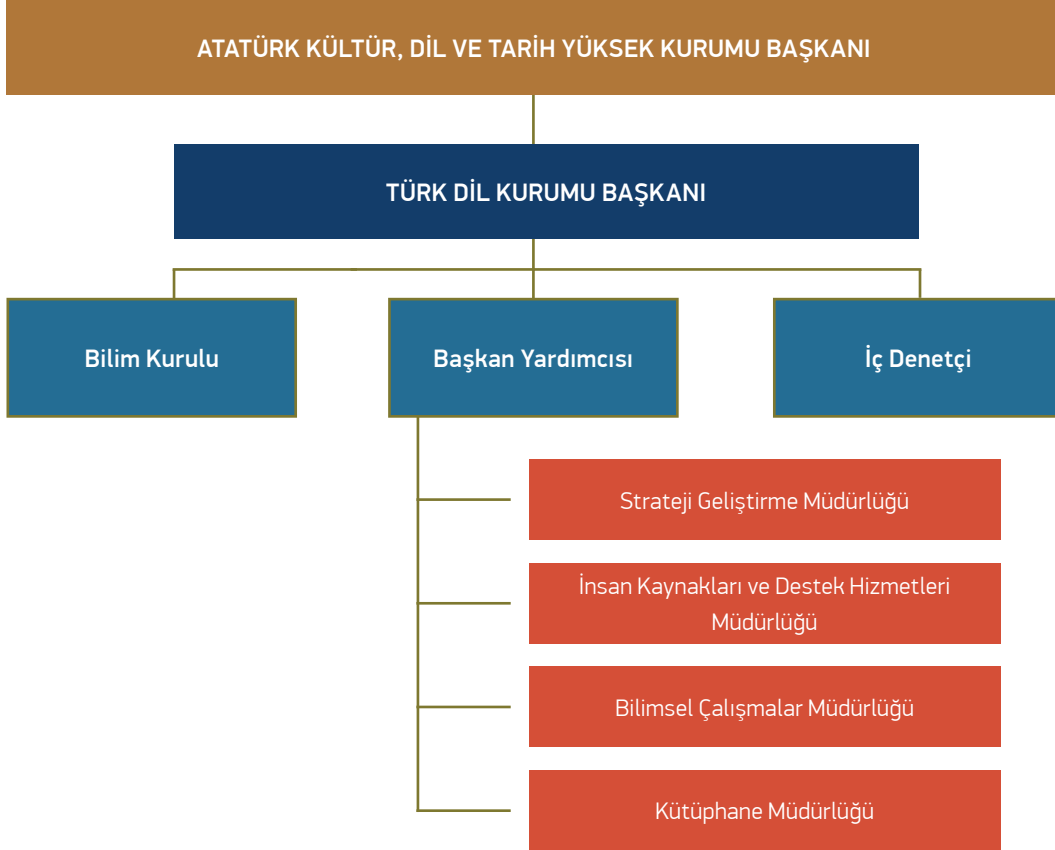 ATATÜRK KÜLTÜR, DİL VE TARİH YÜKSEK KURUMU BAŞKANI
TÜRK DİL KURUMU BAŞKANI
Bilim Kurulu
Başkan Yardımcısı
İç Denetçi
Strateji Geliştirme Müdürlüğü
İnsan Kaynakları ve Destek Hizmetleri
Müdürlüğü
Bilimsel Çalışmalar Müdürlüğü
Kütüphane Müdürlüğü